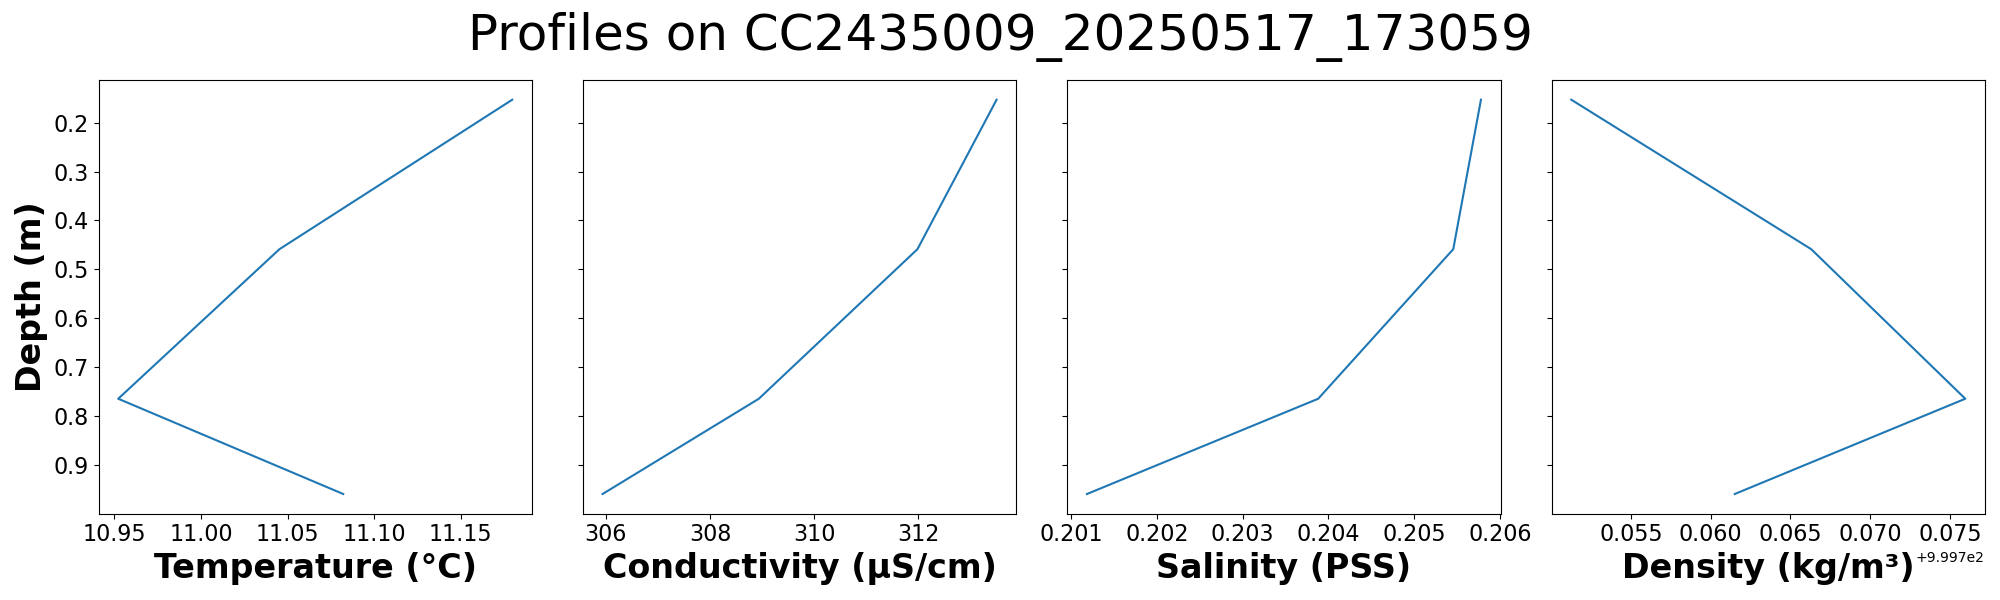 Profiles on CC2435009_20250517_173059
Depth (m)
0.2
0.3
0.4
0.5
0.6
0.7
0.8
0.9
10.95 11.00 11.05 11.10 11.15
Temperature (°C)
306 308 310 312
Conductivity (µS/cm)
0.201 0.202 0.203 0.204 0.205 0.206
Salinity (PSS)
0.055 0.060 0.065 0.070 0.075
Density (kg/m³)
+9.997e2